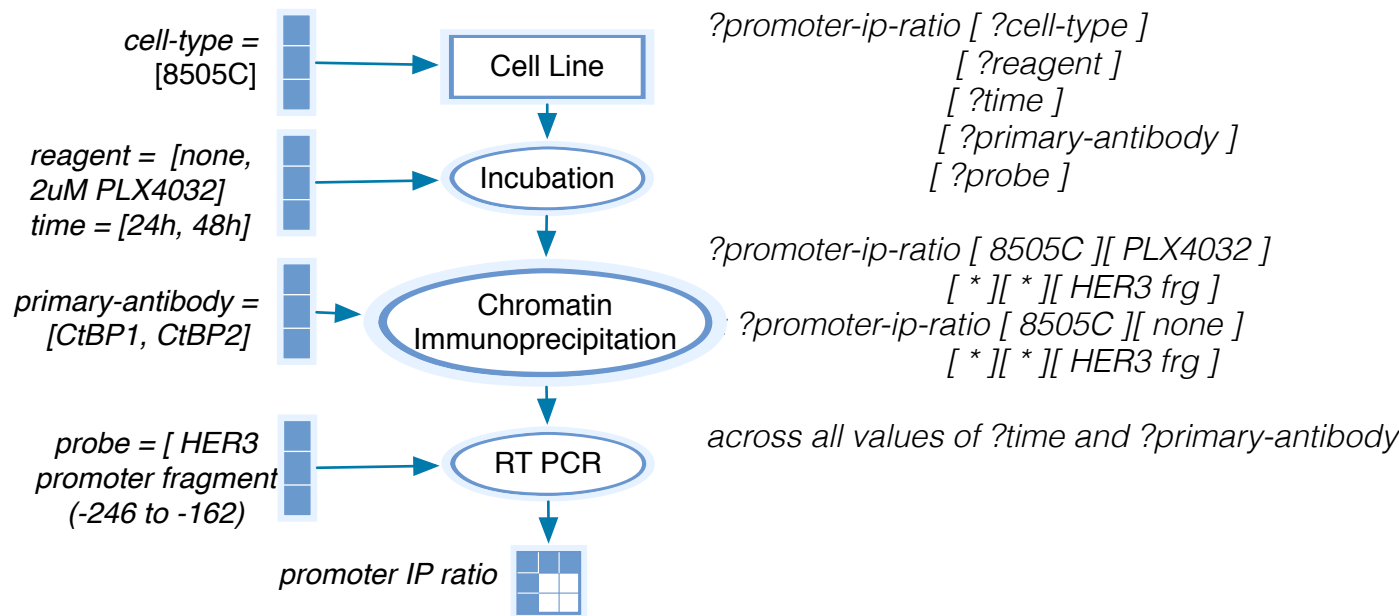 cell-type =
[8505C]
Cell Line
reagent = [none,
2uM PLX4032]
time = [24h, 48h]
Incubation
primary-antibody =
[CtBP1, CtBP2]
Chromatin
Immunoprecipitation
probe = [ HER3
promoter fragment
(-246 to -162)
RT PCR
promoter IP ratio
?promoter-ip-ratio [ ?cell-type ]
[ ?reagent ]
[ ?time ]
[ ?primary-antibody ]
[ ?probe ]
?promoter-ip-ratio [ 8505C ][ PLX4032 ]
[ * ][ * ][ HER3 frg ]
?promoter-ip-ratio [ 8505C ][ none ]
[ * ][ * ][ HER3 frg ]
across all values of ?time and ?primary-antibody